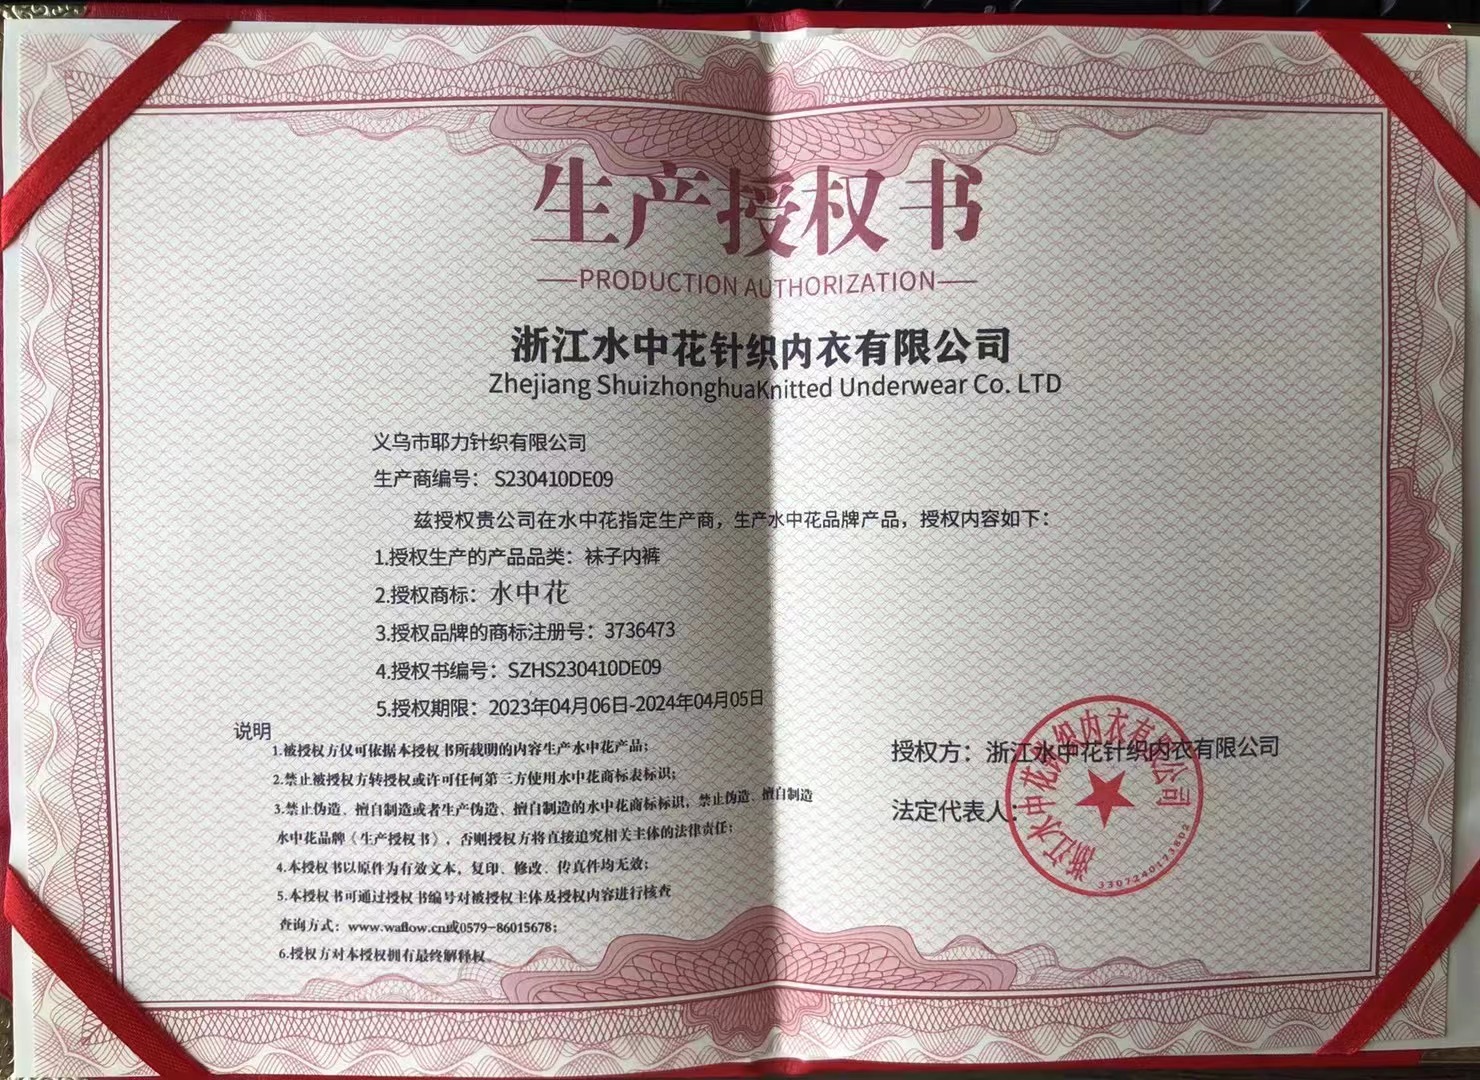 生产授权书
PRODUCTION AUTHORIZATION
浙江水中花针织内衣有限公司
Zhejiang ShuizhonghuaKnitted Underwear Co. LTD
义乌市耶力针织有限公司
生产商编号： S230410DE09
兹授权贵公司在水中花指定生产商，生产水中花品牌产品，授权内容如下：
1.授权生产的产品品类：袜子内裤
2.授权商标：水中花
3.授权品牌的商标注册号：3736473
4.授权书编号：SZHS230410DE09
5.授权期限：2023年04月06日-2024年04月05日
说明
1.被授权方仅可依据本授权书所载明的内容生产水中花产品；
2.禁止被授权方转授权或许可任何第三方使用水中花商标表标识；
3.禁止伪造、擅自制造或者生产伪造、擅自制造的水中花商标标识，禁止伪造、擅自制造
水中花品牌《生产授权书》，否则授权方将直接追究相关主体的法律责任；
4.本授权书以原件为有效文本，复印、修改、传真件均无效；
5.本授权书可通过授权书编号对被授权主体及授权内容进行核查
查询方式：www.waflow.cn或0579-86015678；
6.授权方对本授权拥有最终解释权。
授权方：浙江水中花针织内衣有限公司
法定代表人：
浙江水中花针织内衣有限公司